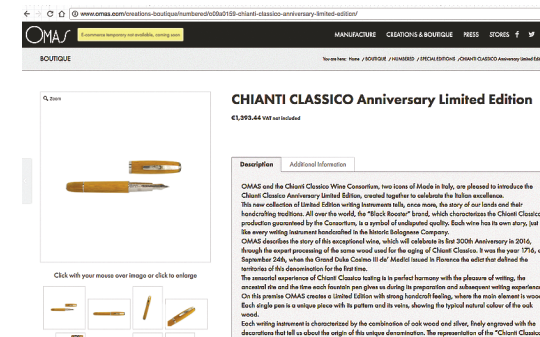 www.omas.com/creations-boutique/numbered/o09a0159-chianti-classico-anniversary-limited-edition/
OMAS
E-commerce temporary not available, coming soon
MANUFACTURE CREATIONS & BOUTIQUE PRESS STORES
BOUTIQUE
You are here: Home / BOUTIQUE / NUMBERED / SPECIAL EDITIONS / CHIANTI CLASSICO Anniversary Limited Edi
Zoom
CHIANTI CLASSICO Anniversary Limited Edition
€1,393.44 VAT not included
Description Additional Information
OMAS and the Chianti Classico Wine Consortium, two icons of Made in Italy, are pleased to introduce the
Chianti Classico Anniversary Limited Edition, created together to celebrate the Italian excellence.
This new collection of Limited Edition writing instruments tells, once more, the story of our lands and their
handcrafting traditions. All over the world, the "Black Rooster" brand, which characterizes the Chianti Classico
production guaranteed by the Consortium, is a symbol of undisputed quality. Each wine has its own story, just
like every writing instrument handcrafted in the historic Bolognese Company.
OMAS describes the story of this exceptional wine, which will celebrate its first 300th Anniversary in 2016,
through the expert processing of the same wood used for the aging of Chianti Classico. It was the year 1716,
September 24th, when the Grand Duke Cosimo III de' Medici issued in Florence the edict that defined the
territories of this denomination for the first time.
The sensorial experience of Chianti Classico tasting is in perfect harmony with the pleasure of writing, the
ancestral rite and the time each fountain pen gives us during its preparation and subsequent writing experience
On this premise OMAS creates a Limited Edition with strong handcraft feeling, where the main element is wood
Each single pen is a unique piece with its pattern and its veins, showing the typical natural colour of the oak
wood.
Each writing instrument is characterized by the combination of oak wood and silver, finely engraved with the
decorations that tell us about the origin of this unique denomination. The representation of the "Chianti Classico
Click with your mouse over image or click to enlarge